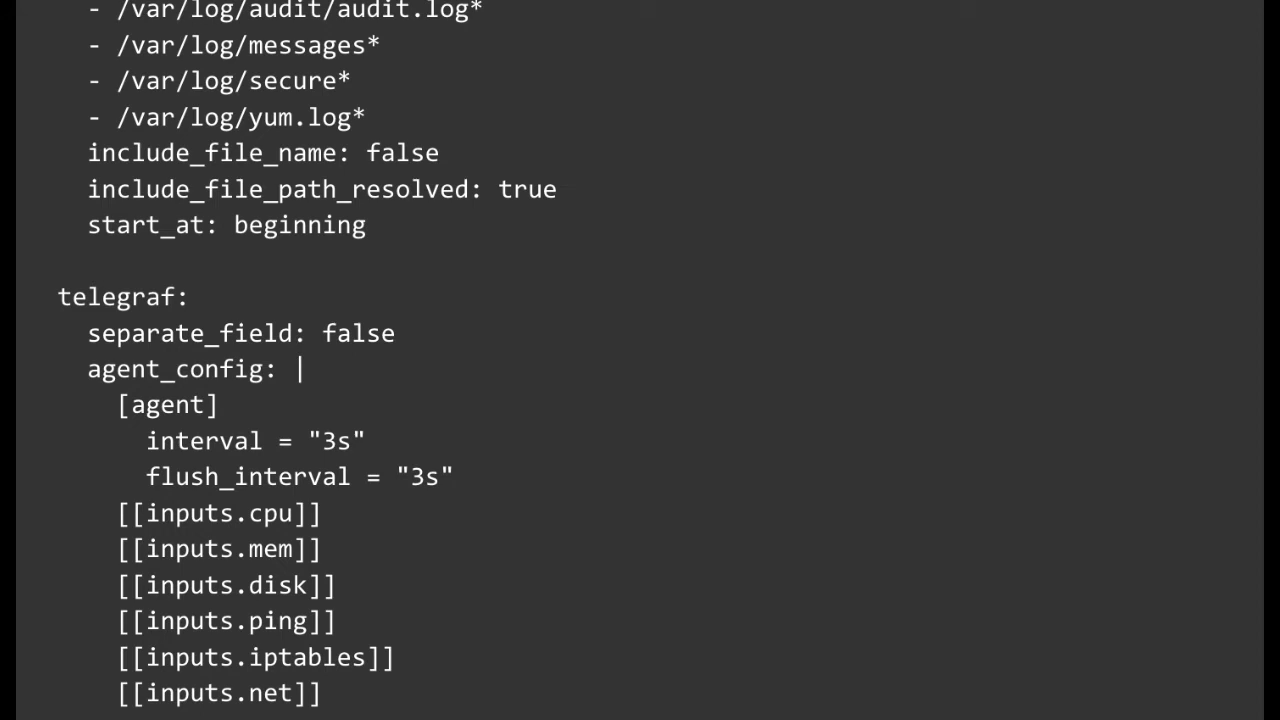 - /var/log/audit/audit.log*
- /var/log/messages*
- /var/log/secure*
- /var/log/yum.log*
include_file_name: false
include_file_path_resolved: true
start_at: beginning
telegraf:
separate_field: false
agent_config: |
[agent]
interval = "3s"
flush_interval = "3s"
[[inputs.cpu]]
[[inputs.mem]]
[[inputs.disk]]
[[inputs.ping]]
[[inputs.iptables]]
[[inputs.net]]